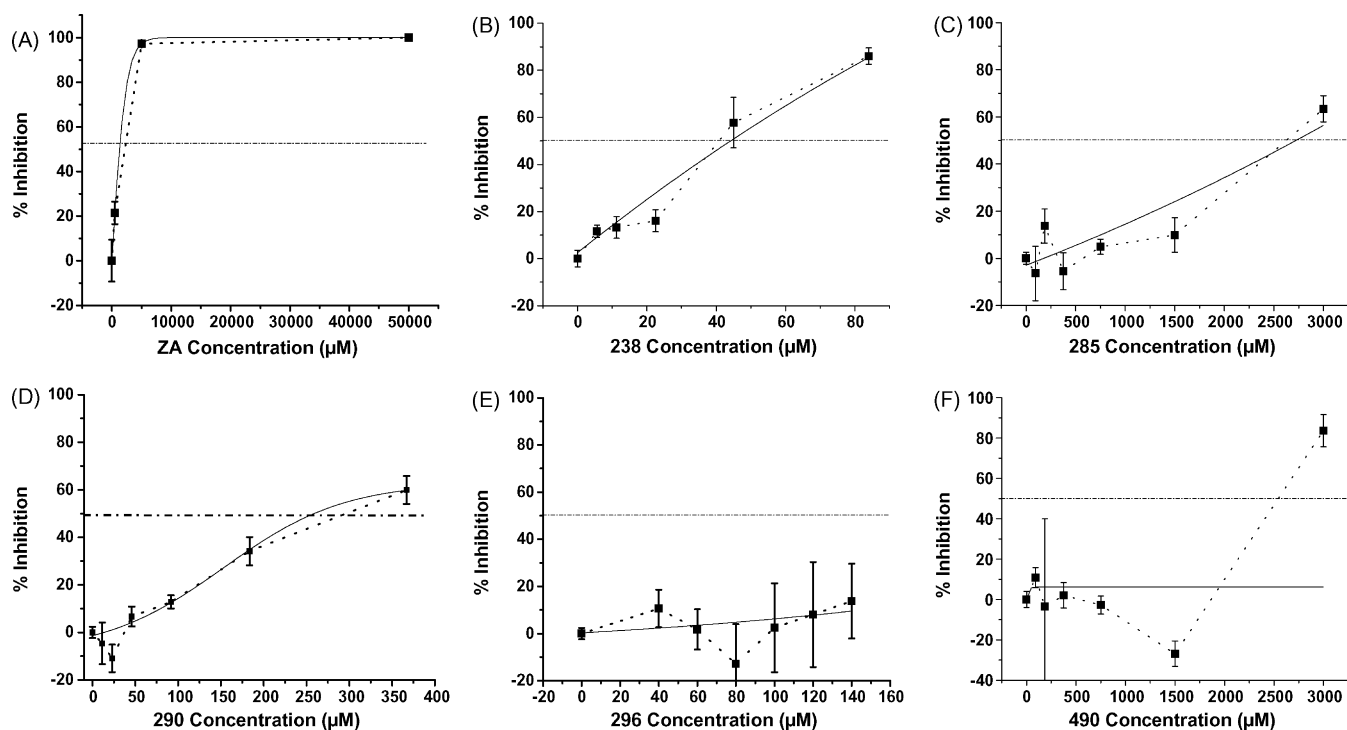 (A)
% Inhibition
100
80
60
40
20
0
-20
0 10000 20000 30000 40000 50000
ZA Concentration (µM)
(B)
% Inhibition
100
80
60
40
20
0
-20
0 20 40 60 80
238 Concentration (µM)
(C)
% Inhibition
100
80
60
40
20
0
-20
0 500 1000 1500 2000 2500 3000
285 Concentration (µM)
(D)
% Inhibition
100
80
60
40
20
0
-20
0 50 100 150 200 250 300 350 400
290 Concentration (µM)
(E)
% Inhibition
100
80
60
40
20
0
-20
-20 0 20 40 60 80 100 120 140 160
296 Concentration (µM)
(F)
% Inhibition
100
80
60
40
20
0
-20
-40
0 500 1000 1500 2000 2500 3000
490 Concentration (µM)